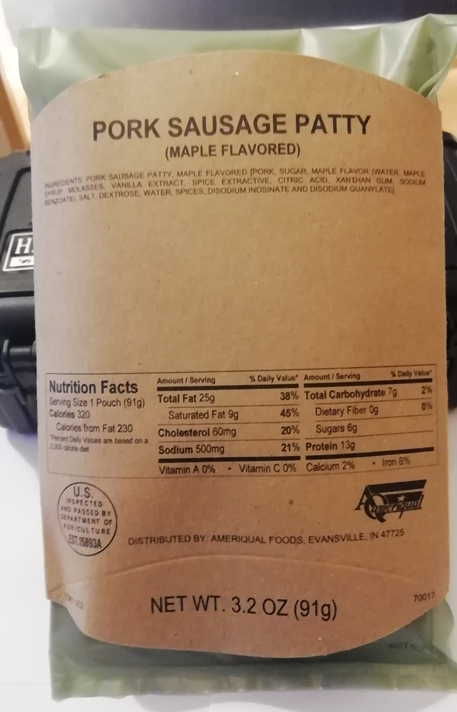 PORK SAUSAGE PATTY
(MAPLE FLAVORED)
INGREDIENTS: PORK SAUSAGE PATTY, MAPLE FLAVORED [PORK, SUGAR, MAPLE FLAVOR (WATER, MAPLE
SYRUP, MOLASSES, VANILLA EXTRACT, SPICE EXTRACTIVE, CITRIC ACID, XANTHAN GUM, SODIUM
BENZOATE), SALT, DEXTROSE, WATER, SPICES, DISODIUM INOSINATE AND DISODIUM GUANYLATE]
Nutrition Facts
Serving Size 1 Pouch (91g)
Calories 320
Calories from Fat 230
*Percent Daily Values are based on a
2,000 calorie diet
Amount / Serving % Daily Value*
Total Fat 25g 38%
Saturated Fat 9g 45%
Cholesterol 60mg 20%
Sodium 500mg 21%
Amount / Serving % Daily Value*
Total Carbohydrate 7g 2%
Dietary Fiber 0g 0%
Sugars 6g
Protein 13g
Vitamin A 0% • Vitamin C 0% Calcium 2% • Iron 8%
U.S.
INSPECTED
AND PASSED BY
DEPARTMENT OF
AGRICULTURE
EST.15893A
Ameriqual
DISTRIBUTED BY: AMERIQUAL FOODS, EVANSVILLE, IN 47725
NET WT. 3.2 OZ (91g)
70017